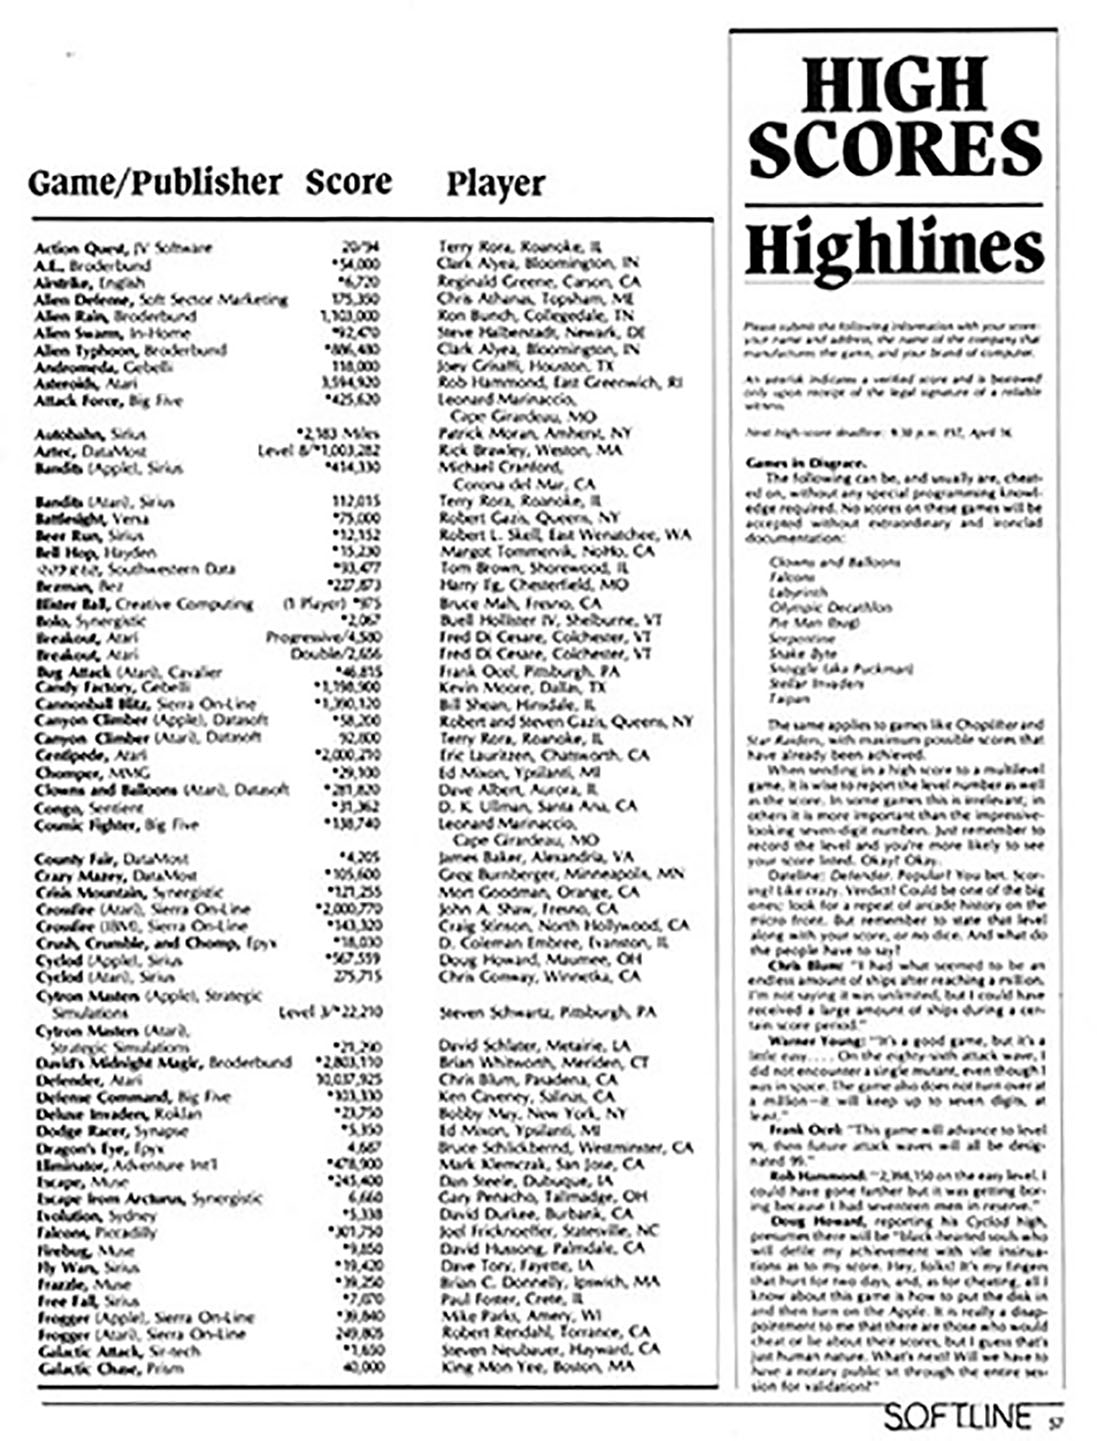 HIGH
SCORES
Highlines
Game/Publisher Score Player
Action Quest, JV Software 20/94 Terry Rora, Roanoke, IL
A.E., Broderbund *54,000 Clark Alyea, Bloomington, IN
Airstrike, English *6,720 Reginald Greene, Carson, CA
Alien Defense, Soft Sector Marketing 175,350 Chris Athanas, Topsham, ME
Alien Rain, Broderbund 1,103,000 Ron Bunch, Collegedale, TN
Alien Swarm, In-Home *92,470 Steve Halberstadt, Newark, DE
Alien Typhoon, Broderbund *886,480 Clark Alyea, Bloomington, IN
Andromeda, Gebelli 118,000 Joey Grisaffi, Houston, TX
Asteroids, Atari 3,594,920 Rob Hammond, East Greenwich, RI
Attack Force, Big Five *425,620 Leonard Marinaccio,
Cape Girardeau, MO
Autobahn, Sirius *2,183 Miles Patrick Moran, Amherst, NY
Aztec, DataMost Level 8/*1,003,282 Rick Brawley, Weston, MA
Bandits (Apple), Sirius *414,330 Michael Cranford,
Corona del Mar, CA
Bandits (Atari), Sirius 112,015 Terry Rora, Roanoke, IL
Battlesight, Versa *75,000 Robert Gazis, Queens, NY
Beer Run, Sirius *12,152 Robert L. Skell, East Wenatchee, WA
Bell Hop, Hayden *15,230 Margot Tommervik, NoHo, CA
Southwestern Data *93,477 Tom Brown, Shorewood, IL
Bezman, Bez *227,873 Harry Eg, Chesterfield, MO
Blister Ball, Creative Computing (1 Player) *975 Bruce Mah, Fresno, CA
Bolo, Synergistic *2,067 Buell Hollister IV, Shelburne, VT
Breakout, Atari Progressive/4,580 Fred Di Cesare, Colchester, VT
Breakout, Atari Double/2,656 Fred Di Cesare, Colchester, VT
Bug Attack (Atari), Cavalier *46,815 Frank Ocel, Pittsburgh, PA
Candy Factory, Gebelli *1,198,900 Kevin Moore, Dallas, TX
Cannonball Blitz, Sierra On-Line *1,390,120 Bill Shean, Hinsdale, IL
Canyon Climber (Apple), Datasoft *58,200 Robert and Steven Gazis, Queens, NY
Canyon Climber (Atari), Datasoft 92,800 Terry Rora, Roanoke, IL
Centipede, Atari *2,000,210 Eric Lauritzen, Chatsworth, CA
Chomper, MMG *29,100 Ed Mixon, Ypsilanti, MI
Clowns and Balloons (Atari), Datasoft *281,820 Dave Albert, Aurora, IL
Congo, Sentient *31,362 D. K. Ullman, Santa Ana, CA
Cosmic Fighter, Big Five *138,740 Leonard Marinaccio,
Cape Girardeau, MO
County Fair, DataMost *4,205 James Baker, Alexandria, VA
Crazy Mazey, DataMost *105,600 Greg Burnberger, Minneapolis, MN
Crisis Mountain, Synergistic *121,255 Mort Goodman, Orange, CA
Crossfire (Atari), Sierra On-Line *2,000,770 John A. Shaw, Fresno, CA
Crossfire (IBM), Sierra On-Line *143,320 Craig Stinson, North Hollywood, CA
Crush, Crumble, and Chomp, Epyx *18,030 D. Coleman Embree, Evanston, IL
Cyclod (Apple), Sirius *567,559 Doug Howard, Maumee, OH
Cyclod (Atari), Sirius 275,715 Chris Comway, Winnetka, CA
Cytron Masters (Apple), Strategic
Simulations Level 3/*22,210 Steven Schwartz, Pittsburgh, PA
Cytron Masters (Atari),
Strategic Simulations *21,290 David Schlater, Metairie, LA
David's Midnight Magic, Broderbund *2,803,110 Brian Whitworth, Meriden, CT
Defender, Atari 10,037,925 Chris Blum, Pasadena, CA
Defense Command, Big Five *103,330 Ken Caveney, Salinas, CA
Deluxe Invaders, Roklan *23,750 Bobby May, New York, NY
Dodge Racer, Synapse *5,350 Ed Mixon, Ypsilanti, MI
Dragon's Eye, Epyx 4,667 Bruce Schlickbernd, Westminster, CA
Eliminator, Adventure Int'l *478,900 Mark Klemczak, San Jose, CA
Escape, Muse *245,400 Dan Steele, Dubuque, IA
Escape from Arcturus, Synergistic 6,660 Gary Penacho, Tallmadge, OH
Evolution, Sydney *5,338 David Durkee, Burbank, CA
Falcons, Piccadilly *301,750 Joel Fricknoeffer, Statesville, NC
Firebug, Muse *9,850 David Hussong, Palmdale, CA
Fly Wars, Sirius *19,420 Dave Tory, Fayette, IA
Frazzle, Muse *39,250 Brian C. Donnelly, Ipswich, MA
Free Fall, Sirius *7,070 Paul Foster, Crete, IL
Frogger (Apple), Sierra On-Line *39,840 Mike Parks, Amery, WI
Frogger (Atari), Sierra On-Line 249,805 Robert Rendahl, Torrance, CA
Galactic Attack, Sir-tech *1,650 Steven Neubauer, Hayward, CA
Galactic Chase, Prism 40,000 King Mon Yee, Boston, MA
Please submit the following information with your score:
your name and address, the name of the company that
manufactures the game, and your brand of computer.
An asterisk indicates a verified score and is bestowed
only upon receipt of the legal signature of a reliable
witness.
Next high-score deadline: 9:30 p.m. PST, April 16.
Games in Disgrace.
The following can be, and usually are, cheat-
ed on, without any special programming knowl-
edge required. No scores on these games will be
accepted without extraordinary and ironclad
documentation:
Clowns and Balloons
Falcons
Labyrinth
Olympic Decathlon
Pie Man (bug)
Serpentine
Snake Byte
Snoggle (aka Puckman)
Stellar Invaders
Taipan
The same applies to games like Choplifter and
Star Raiders, with maximum possible scores that
have already been achieved.
When sending in a high score to a multilevel
game, it is wise to report the level number as well
as the score. In some games this is irrelevant; in
others it is more important than the impressive-
looking seven-digit numbers. Just remember to
record the level and you're more likely to see
your score listed. Okay? Okay.
Dateline: Defender. Popular? You bet. Scor-
ing? Like crazy. Verdict? Could be one of the big
ones; look for a repeat of arcade history on the
micro front. But remember to state that level
along with your score, or no dice. And what do
the people have to say?
Chris Blum: "I had what seemed to be an
endless amount of ships after reaching a million.
I'm not saying it was unlimited, but I could have
received a large amount of ships during a cer-
tain score period."
Warner Young: "It's a good game, but it's a
little easy.... On the eighty-sixth attack wave, I
did not encounter a single mutant, even though I
was in space. The game also does not turn over at
a million—it will keep up to seven digits, at
least."
Frank Ocel: "This game will advance to level
99, then future attack waves will all be desig-
nated 99."
Rob Hammond: "2,398,150 on the easy level. I
could have gone farther but it was getting bor-
ing because I had seventeen men in reserve."
Doug Howard, reporting his Cyclod high,
presumes there will be "black-hearted souls who
will defile my achievement with vile insinua-
tions as to my score. Hey, folks! It's my fingers
that hurt for two days, and, as for cheating, all I
know about this game is how to put the disk in
and then turn on the Apple. It is really a disap-
pointment to me that there are those who would
cheat or lie about their scores, but I guess that's
just human nature. What's next? Will we have to
have a notary public sit through the entire ses-
sion for validation?"
SOFTLINE 57